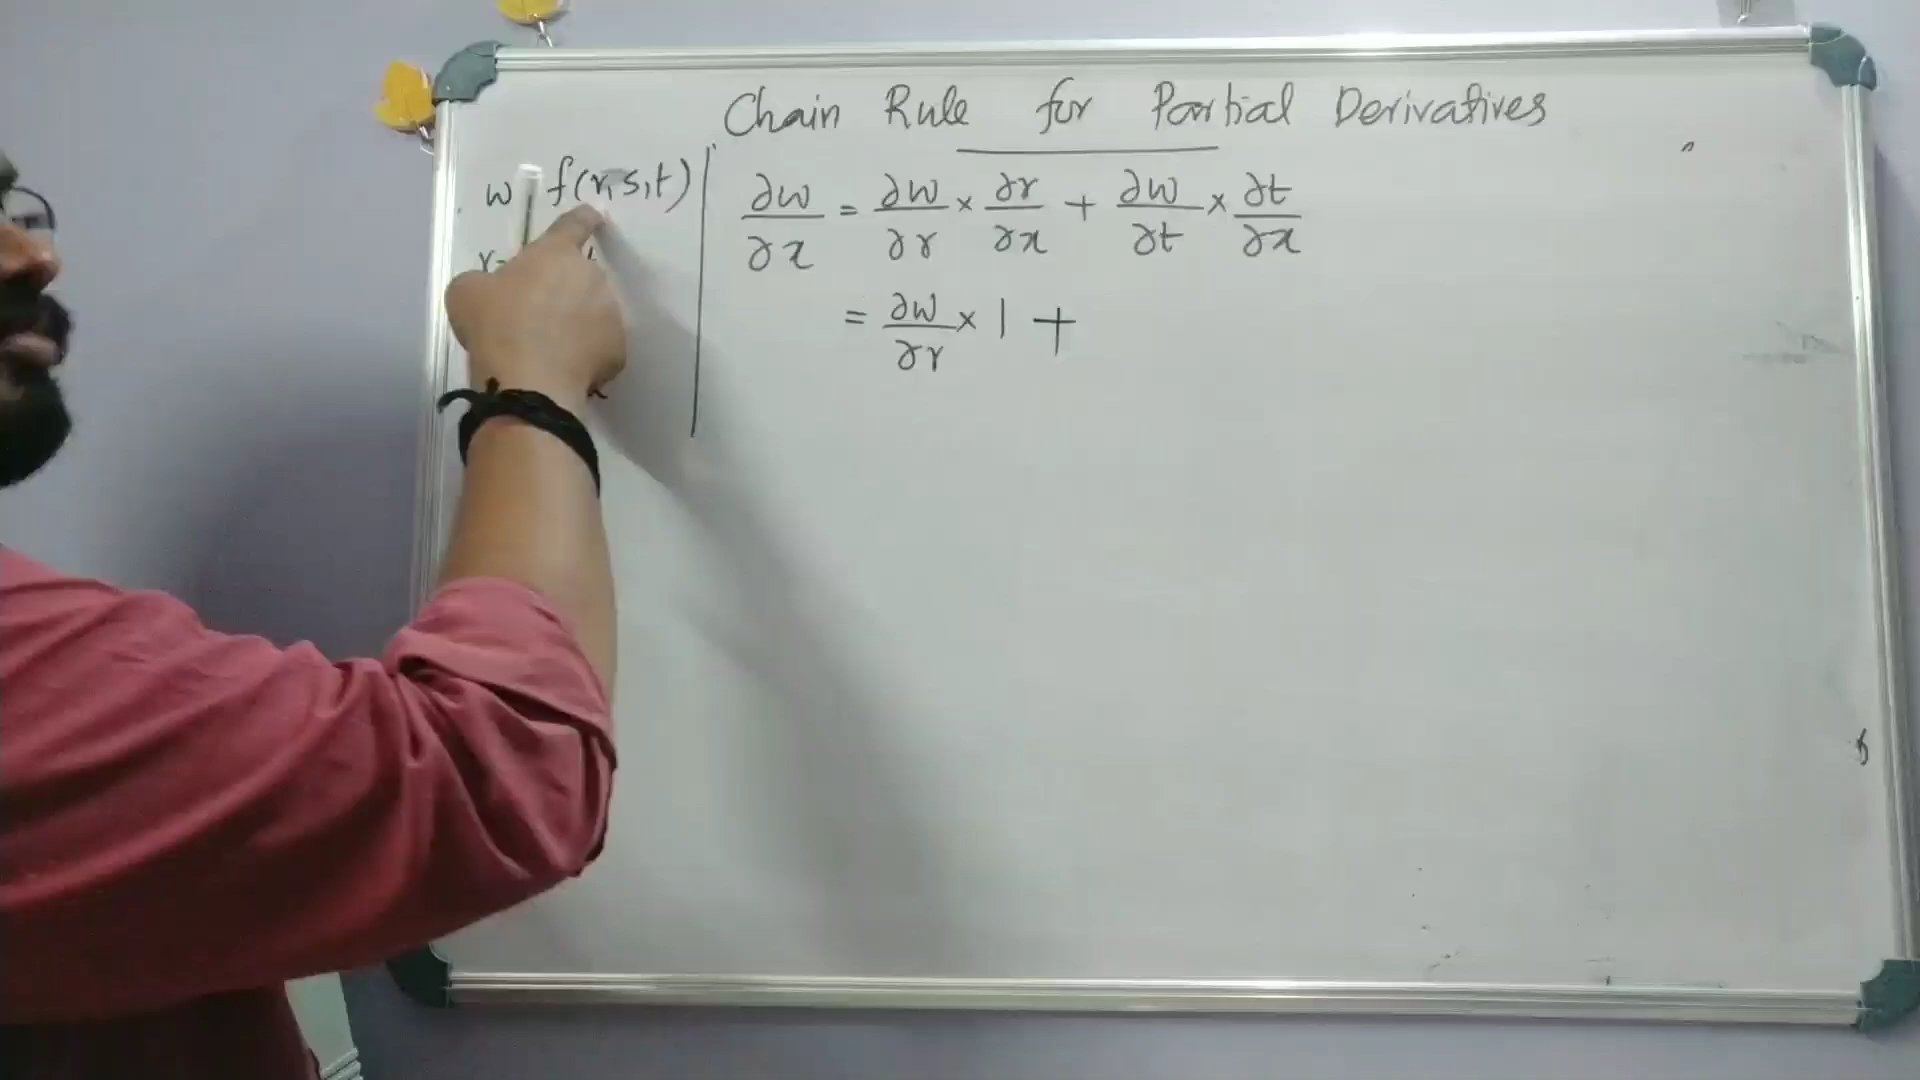 Chain Rule for Partial Derivatives
w f(r,s,t)
∂w/∂x = ∂w/∂r × ∂r/∂x + ∂w/∂t × ∂t/∂x
= ∂w/∂r × 1 +